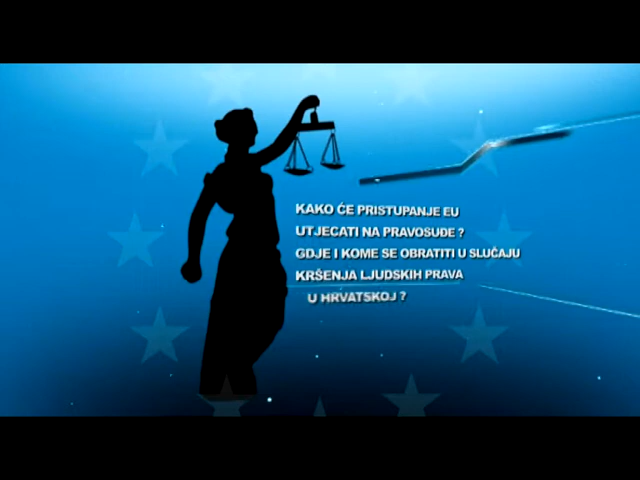 KAKO ĆE PRISTUPANJE EU
UTJECATI NA PRAVOSUĐE ?
GDJE I KOME SE OBRATITI U SLUČAJU
KRŠENJA LJUDSKIH PRAVA
U HRVATSKOJ ?